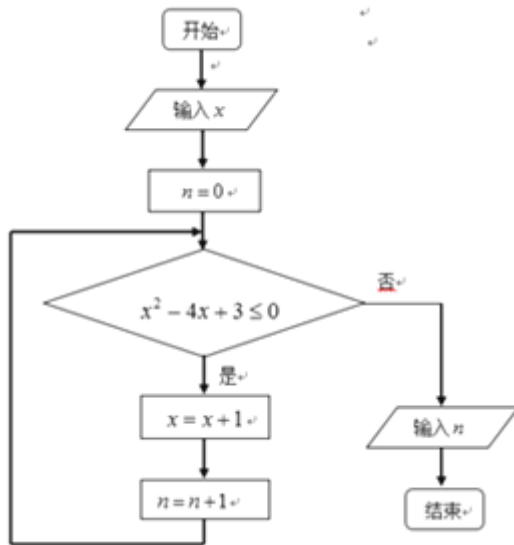 开始
输入 x
n = 0
x² − 4x + 3 ≤ 0
否
是
x = x + 1
输入 n
n = n + 1
结束